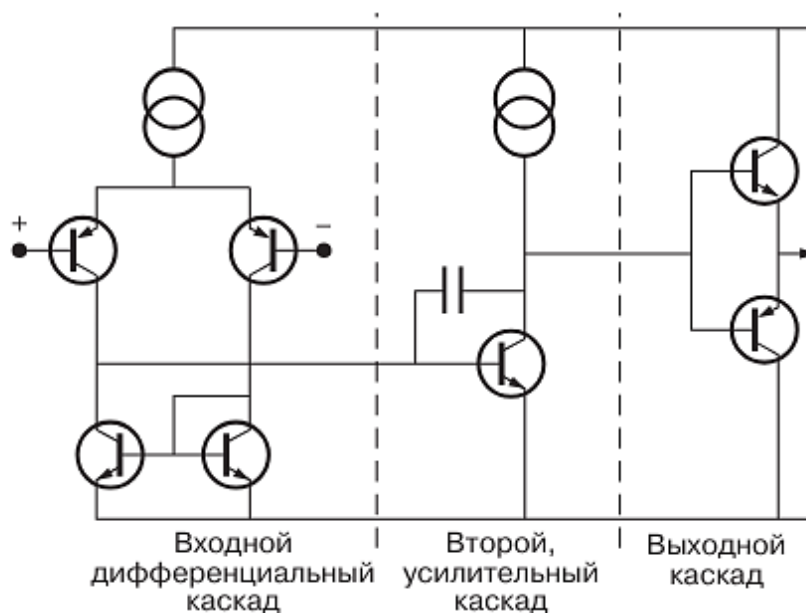 +
–
Входной
дифференциальный
каскад
Второй,
усилительный
каскад
Выходной
каскад